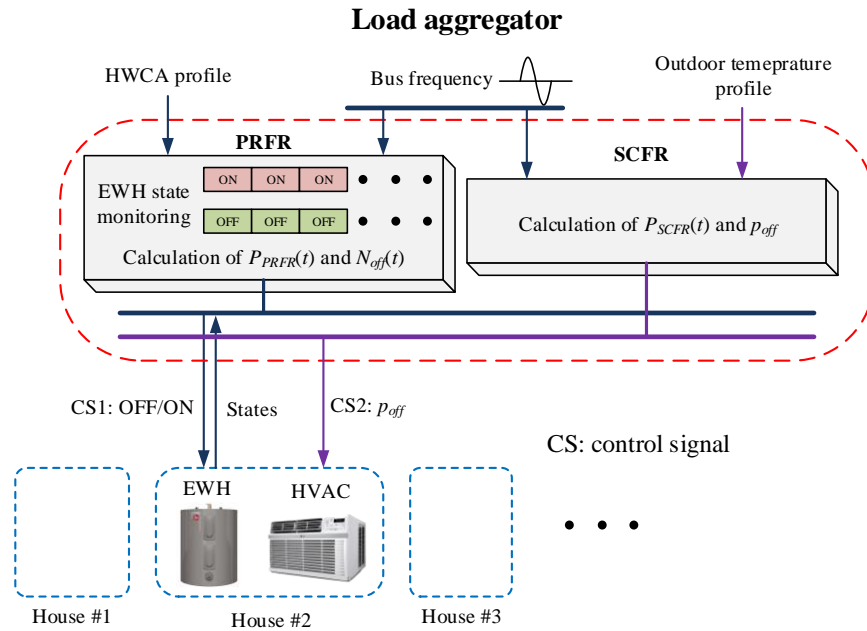 Load aggregator
HWCA profile
Bus frequency
Outdoor temeprature
profile
PRFR
SCFR
EWH state
monitoring
ON ON ON
OFF OFF OFF
Calculation of P_PRFR(t) and N_off(t)
Calculation of P_SCFR(t) and p_off
CS1: OFF/ON
States
CS2: p_off
CS: control signal
EWH
HVAC
House #1
House #2
House #3